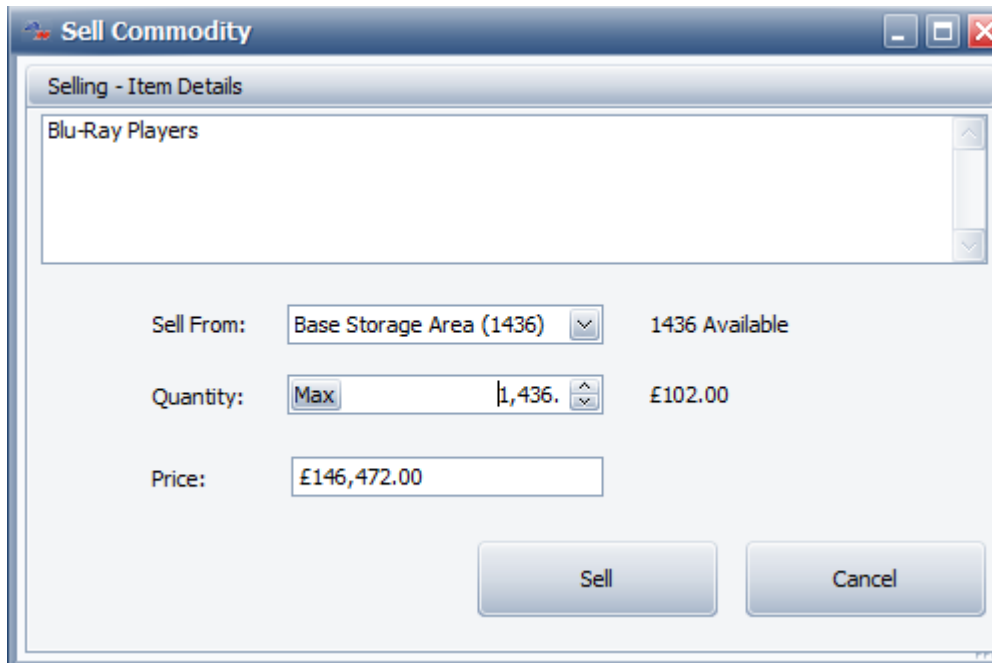 Sell Commodity
Selling - Item Details
Blu-Ray Players
Sell From: Base Storage Area (1436) 1436 Available
Quantity: Max 1,436. £102.00
Price: £146,472.00
Sell Cancel